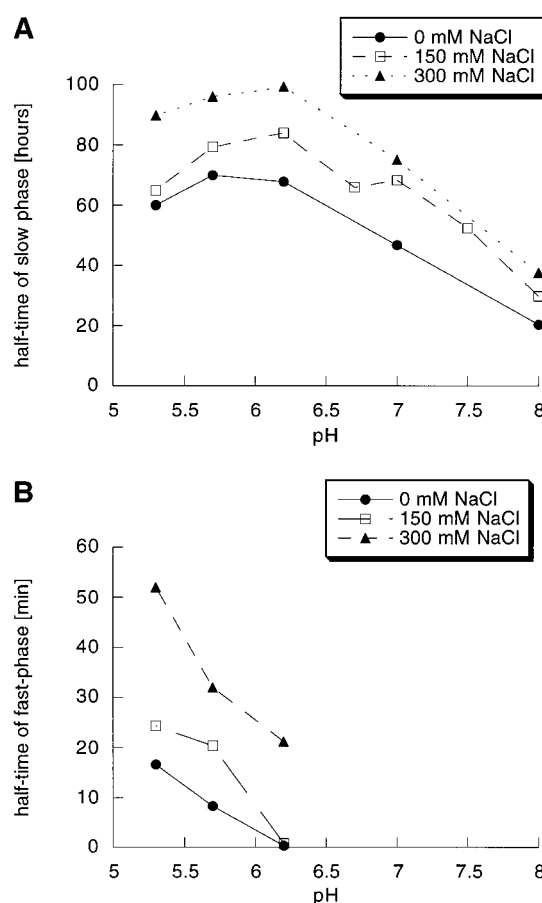 A
0 mM NaCl
150 mM NaCl
300 mM NaCl
half-time of slow phase [hours]
100
80
60
40
20
0
5 5.5 6 6.5 7 7.5 8
pH
B
0 mM NaCl
150 mM NaCl
300 mM NaCl
half-time of fast-phase [min]
60
50
40
30
20
10
0
5 5.5 6 6.5 7 7.5 8
pH